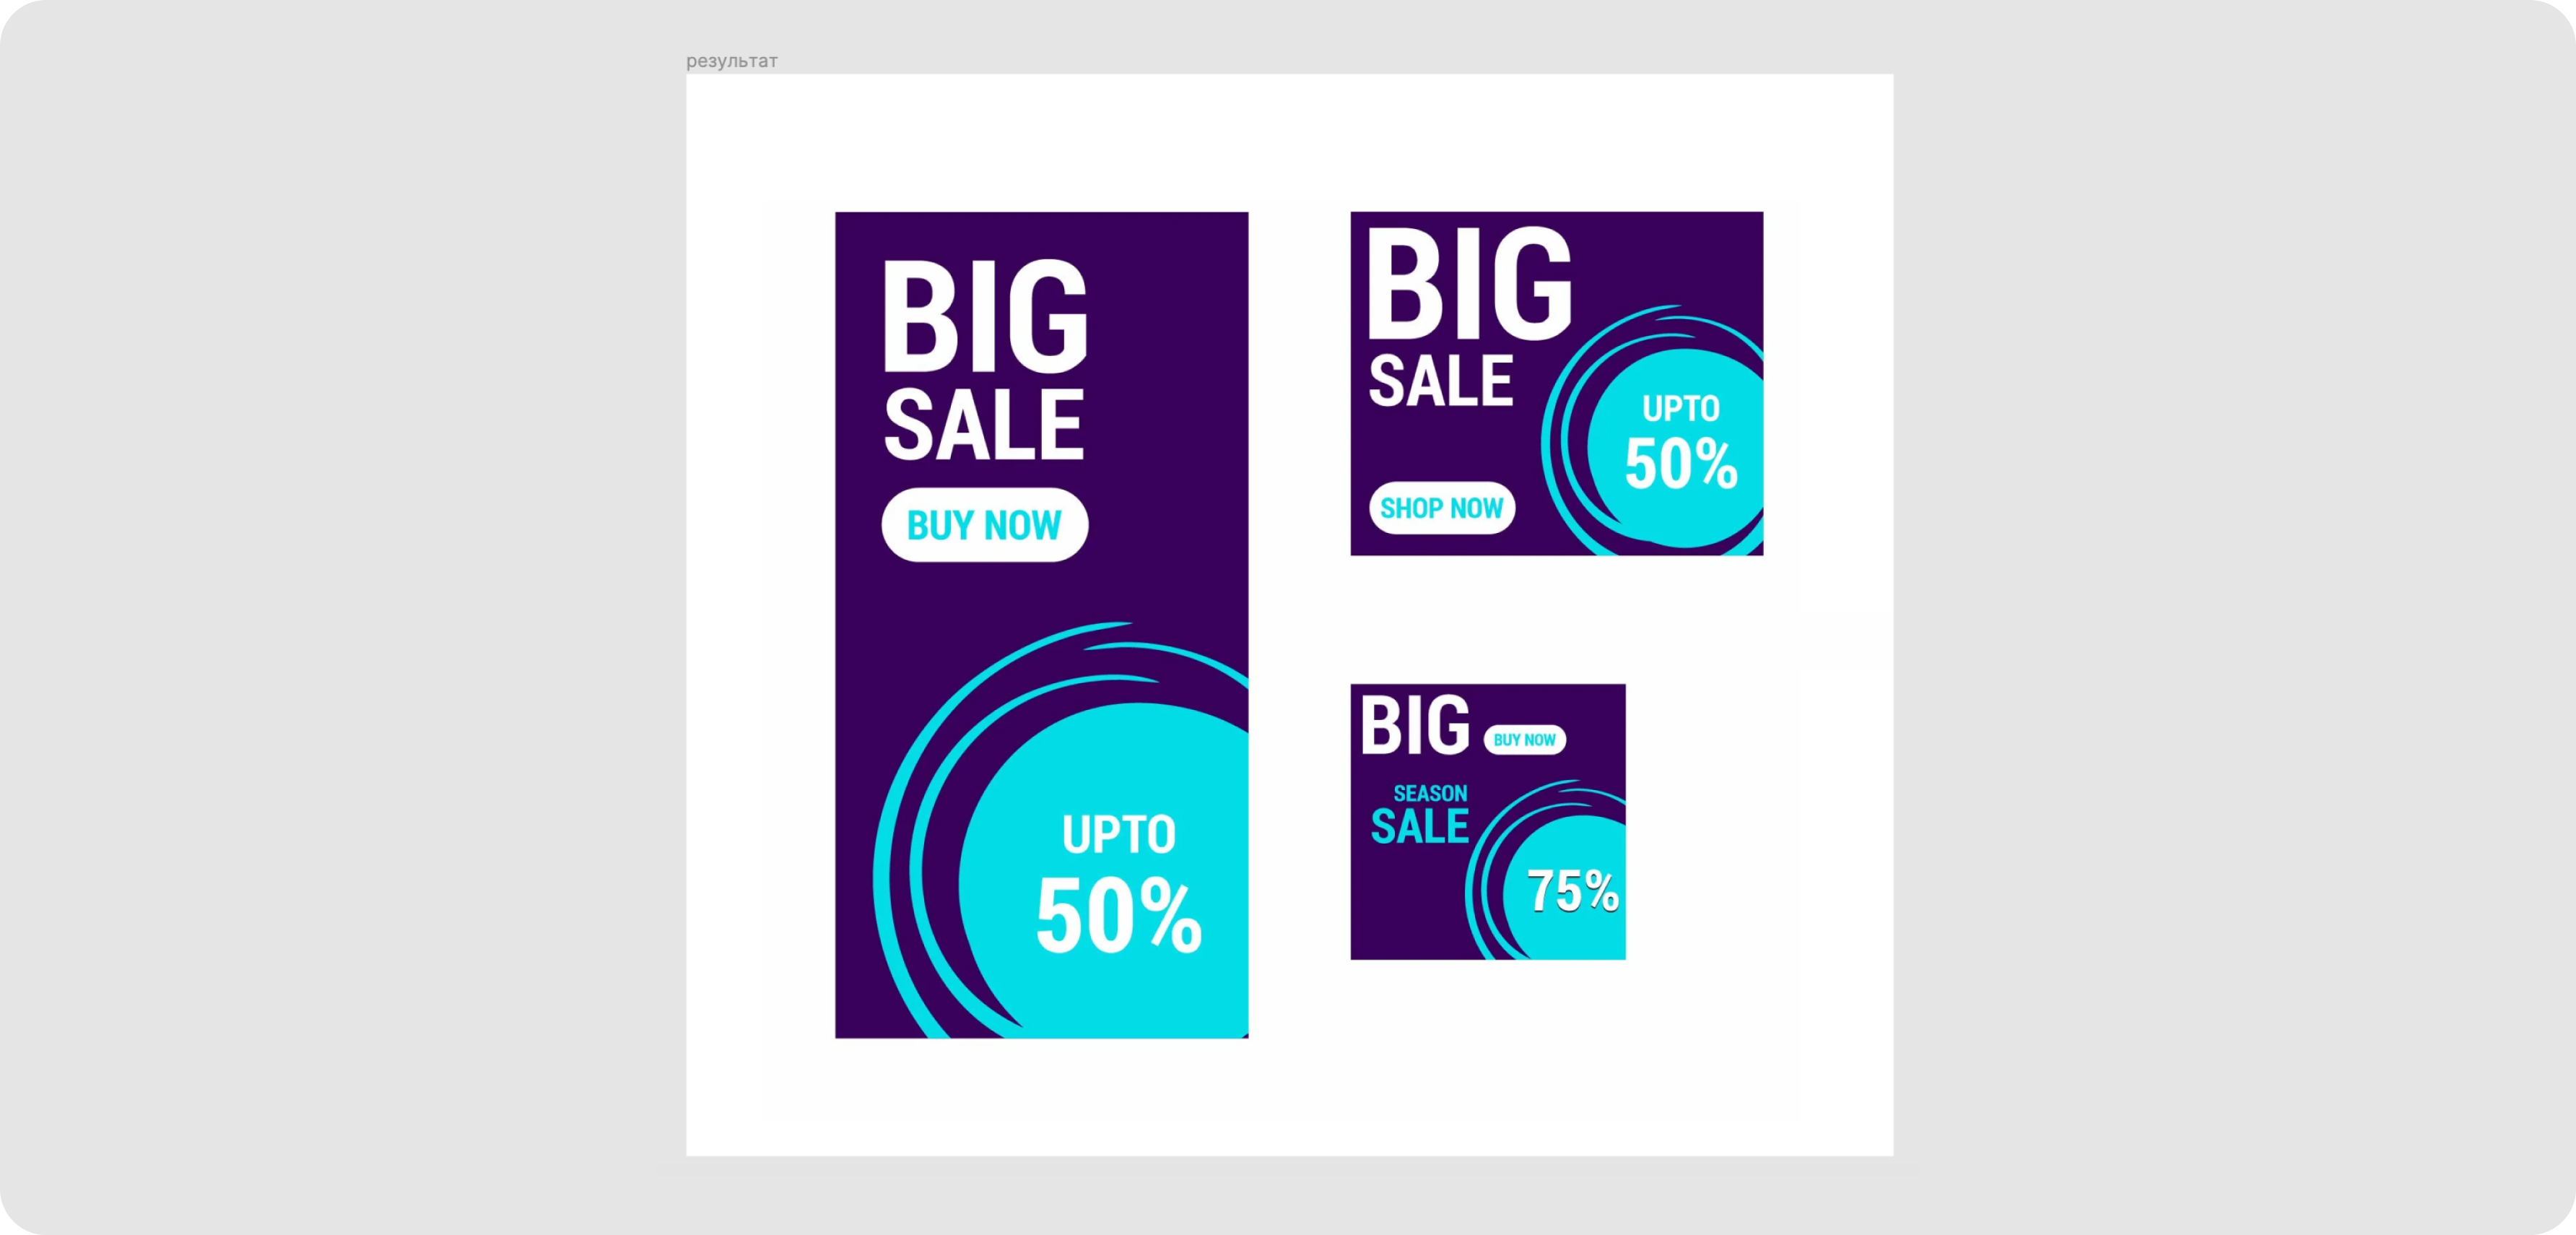 результат
BIG
SALE
BUY NOW
UPTO
50%
BIG
SALE
SHOP NOW
UPTO
50%
BIG
BUY NOW
SEASON
SALE
75%